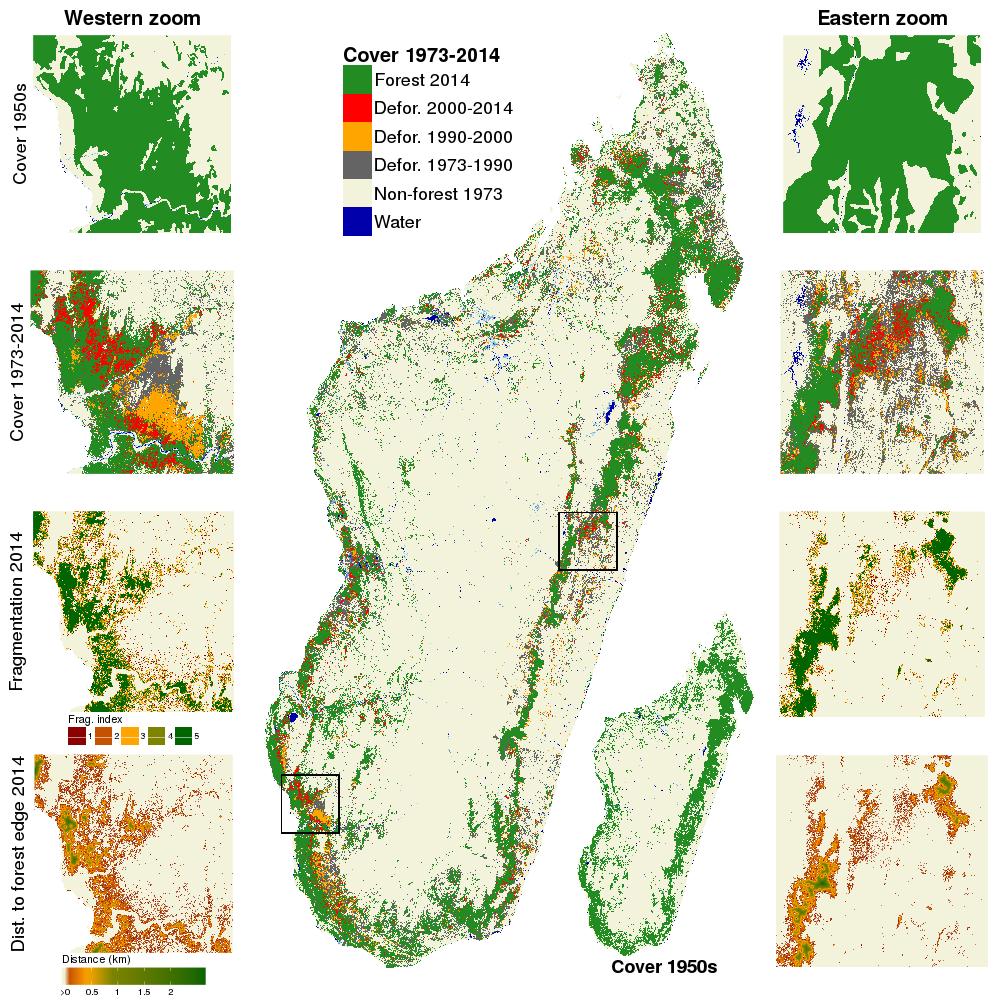 Western zoom
Eastern zoom
Cover 1950s
Cover 1973-2014
Forest 2014
Defor. 2000-2014
Defor. 1990-2000
Defor. 1973-1990
Non-forest 1973
Water
Cover 1973-2014
Fragmentation 2014
Frag. index
1 2 3 4 5
Dist. to forest edge 2014
Distance (km)
>0 0.5 1 1.5 2
Cover 1950s